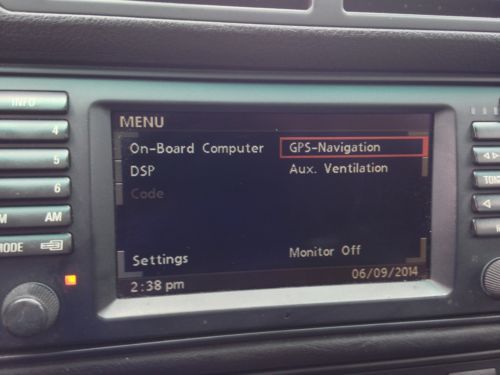 INFO
MENU
4
On-Board Computer GPS-Navigation
5
DSP Aux. Ventilation
6
Code
AM
MODE
Settings Monitor Off
2:38 pm 06/09/2014